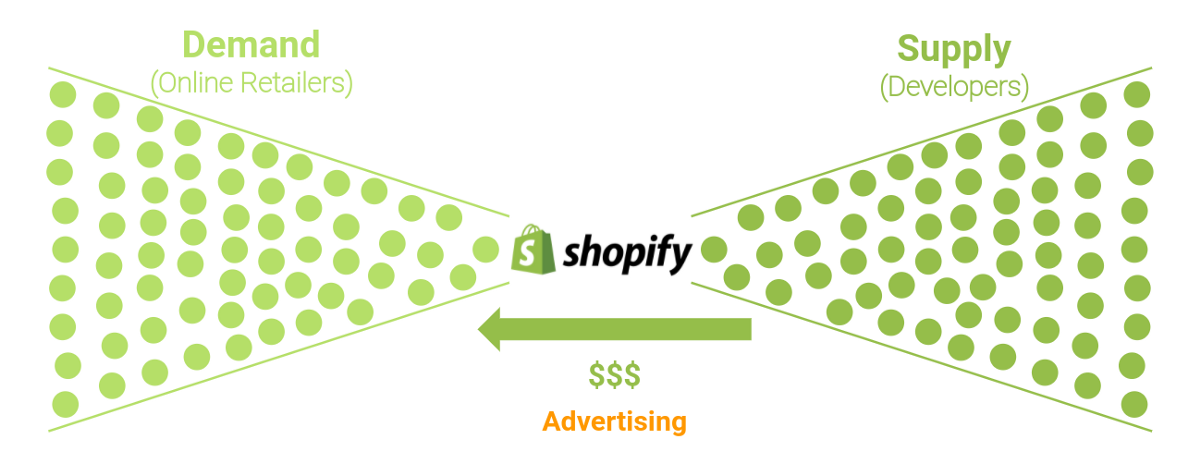 Demand
(Online Retailers)
Supply
(Developers)
S shopify
$$$
Advertising